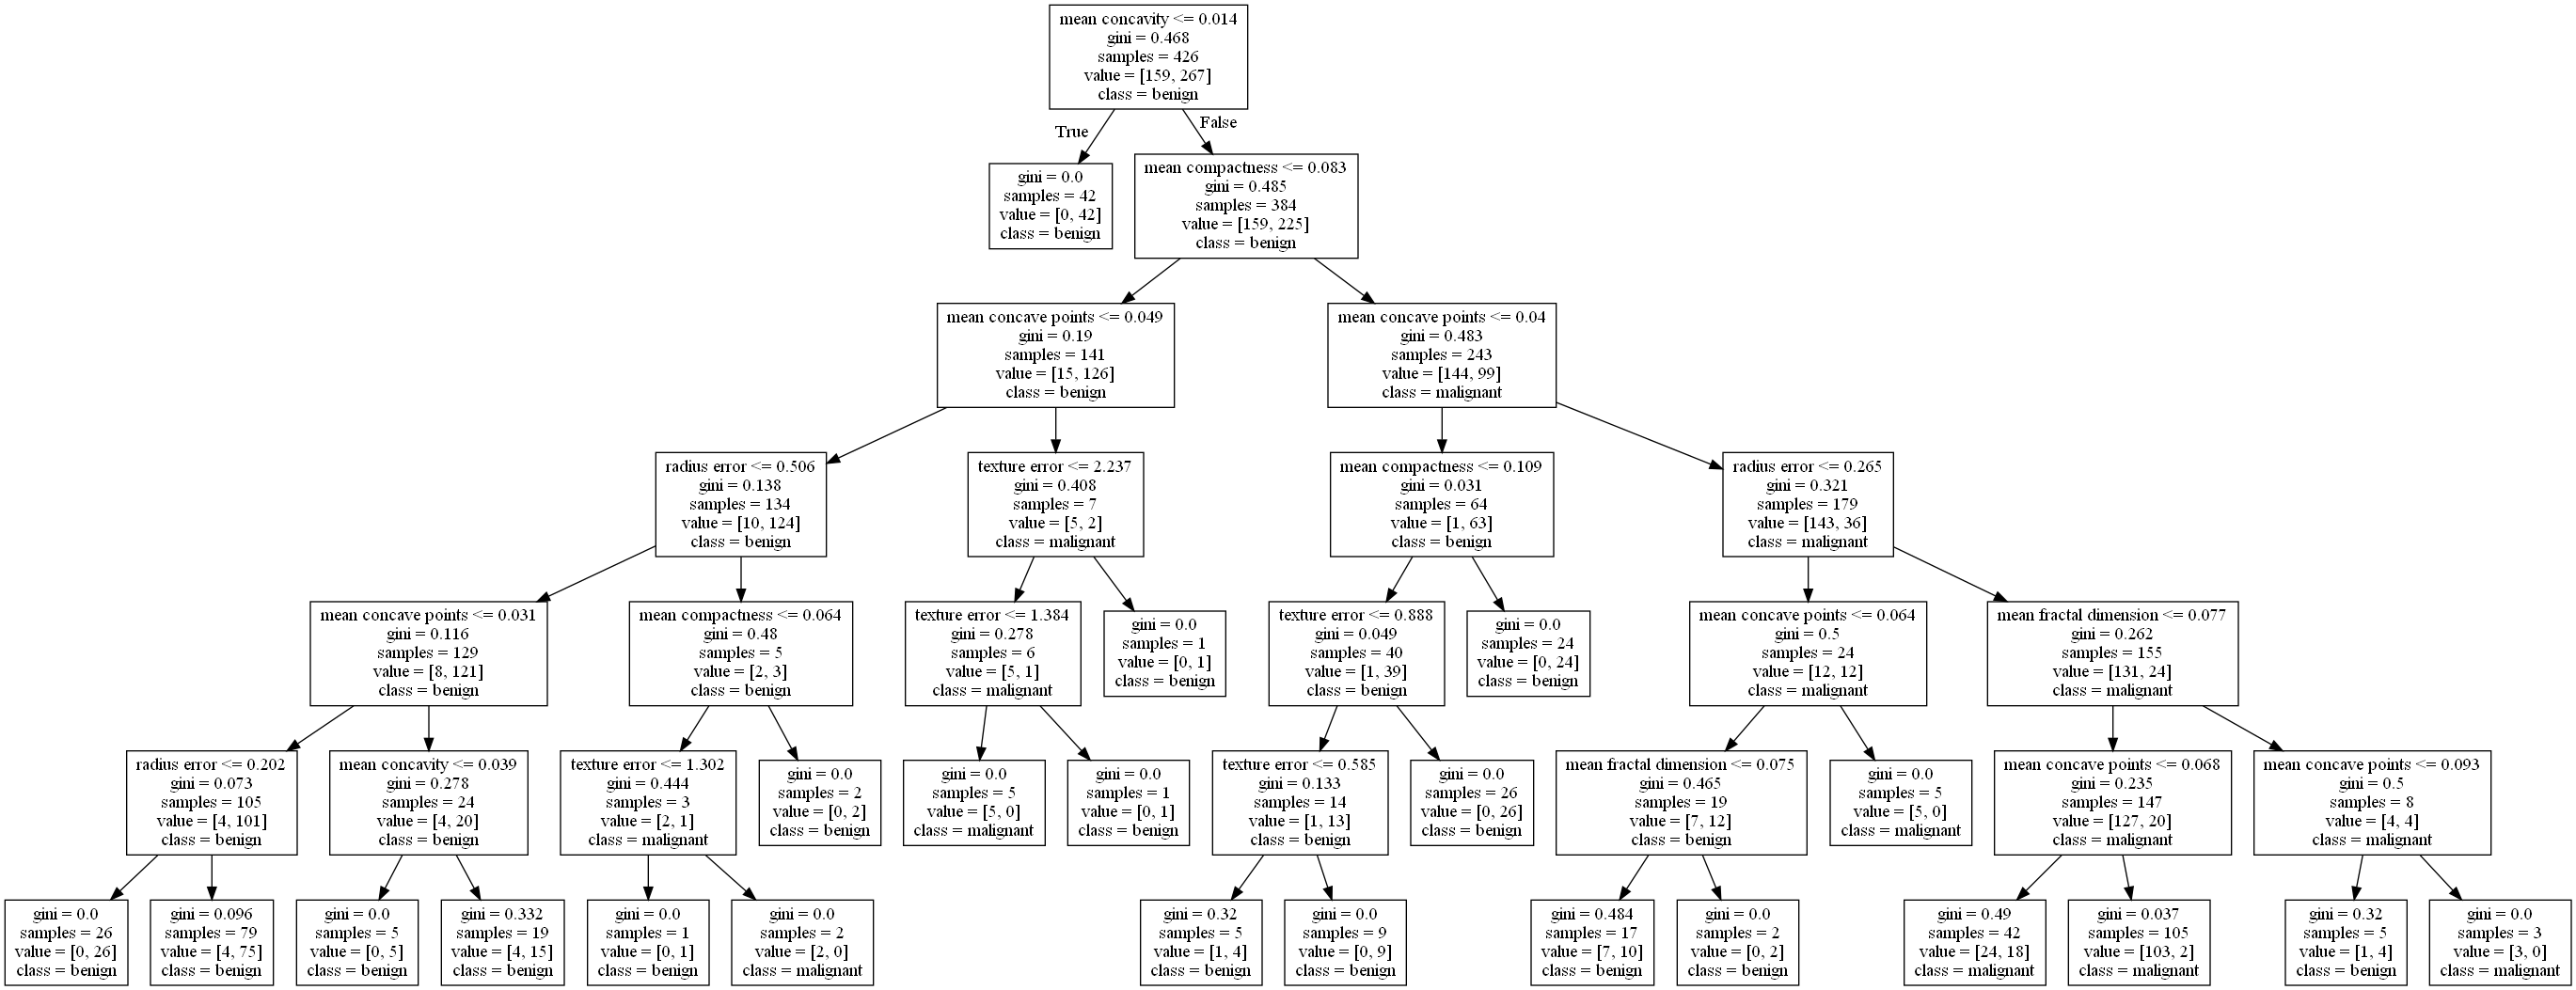 mean concavity <= 0.014
gini = 0.468
samples = 426
value = [159, 267]
class = benign
True
False
gini = 0.0
samples = 42
value = [0, 42]
class = benign
mean compactness <= 0.083
gini = 0.485
samples = 384
value = [159, 225]
class = benign
mean concave points <= 0.049
gini = 0.19
samples = 141
value = [15, 126]
class = benign
mean concave points <= 0.04
gini = 0.483
samples = 243
value = [144, 99]
class = malignant
radius error <= 0.506
gini = 0.138
samples = 134
value = [10, 124]
class = benign
texture error <= 2.237
gini = 0.408
samples = 7
value = [5, 2]
class = malignant
mean compactness <= 0.109
gini = 0.031
samples = 64
value = [1, 63]
class = benign
radius error <= 0.265
gini = 0.321
samples = 179
value = [143, 36]
class = malignant
mean concave points <= 0.031
gini = 0.116
samples = 129
value = [8, 121]
class = benign
mean compactness <= 0.064
gini = 0.48
samples = 5
value = [2, 3]
class = benign
texture error <= 1.384
gini = 0.278
samples = 6
value = [5, 1]
class = malignant
gini = 0.0
samples = 1
value = [0, 1]
class = benign
texture error <= 0.888
gini = 0.049
samples = 40
value = [1, 39]
class = benign
gini = 0.0
samples = 24
value = [0, 24]
class = benign
mean concave points <= 0.064
gini = 0.5
samples = 24
value = [12, 12]
class = malignant
mean fractal dimension <= 0.077
gini = 0.262
samples = 155
value = [131, 24]
class = malignant
radius error <= 0.202
gini = 0.073
samples = 105
value = [4, 101]
class = benign
mean concavity <= 0.039
gini = 0.278
samples = 24
value = [4, 20]
class = benign
texture error <= 1.302
gini = 0.444
samples = 3
value = [2, 1]
class = malignant
gini = 0.0
samples = 2
value = [0, 2]
class = benign
gini = 0.0
samples = 5
value = [5, 0]
class = malignant
gini = 0.0
samples = 1
value = [0, 1]
class = benign
texture error <= 0.585
gini = 0.133
samples = 14
value = [1, 13]
class = benign
gini = 0.0
samples = 26
value = [0, 26]
class = benign
mean fractal dimension <= 0.075
gini = 0.465
samples = 19
value = [7, 12]
class = benign
gini = 0.0
samples = 5
value = [5, 0]
class = malignant
mean concave points <= 0.068
gini = 0.235
samples = 147
value = [127, 20]
class = malignant
mean concave points <= 0.093
gini = 0.5
samples = 8
value = [4, 4]
class = malignant
gini = 0.0
samples = 26
value = [0, 26]
class = benign
gini = 0.096
samples = 79
value = [4, 75]
class = benign
gini = 0.0
samples = 5
value = [0, 5]
class = benign
gini = 0.332
samples = 19
value = [4, 15]
class = benign
gini = 0.0
samples = 1
value = [0, 1]
class = benign
gini = 0.0
samples = 2
value = [2, 0]
class = malignant
gini = 0.32
samples = 5
value = [1, 4]
class = benign
gini = 0.0
samples = 9
value = [0, 9]
class = benign
gini = 0.484
samples = 17
value = [7, 10]
class = benign
gini = 0.0
samples = 2
value = [0, 2]
class = benign
gini = 0.49
samples = 42
value = [24, 18]
class = malignant
gini = 0.037
samples = 105
value = [103, 2]
class = malignant
gini = 0.32
samples = 5
value = [1, 4]
class = benign
gini = 0.0
samples = 3
value = [3, 0]
class = malignant